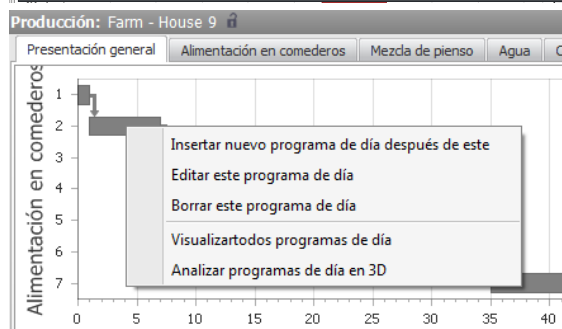 Producción: Farm - House 9
Presentación general
Alimentación en comederos
Mezcla de pienso
Agua
Alimentación en comederos
1
2
3
4
5
6
7
Insertar nuevo programa de día después de este
Editar este programa de día
Borrar este programa de día
Visualizartodos programas de día
Analizar programas de día en 3D
0
5
10
15
20
25
30
35
40